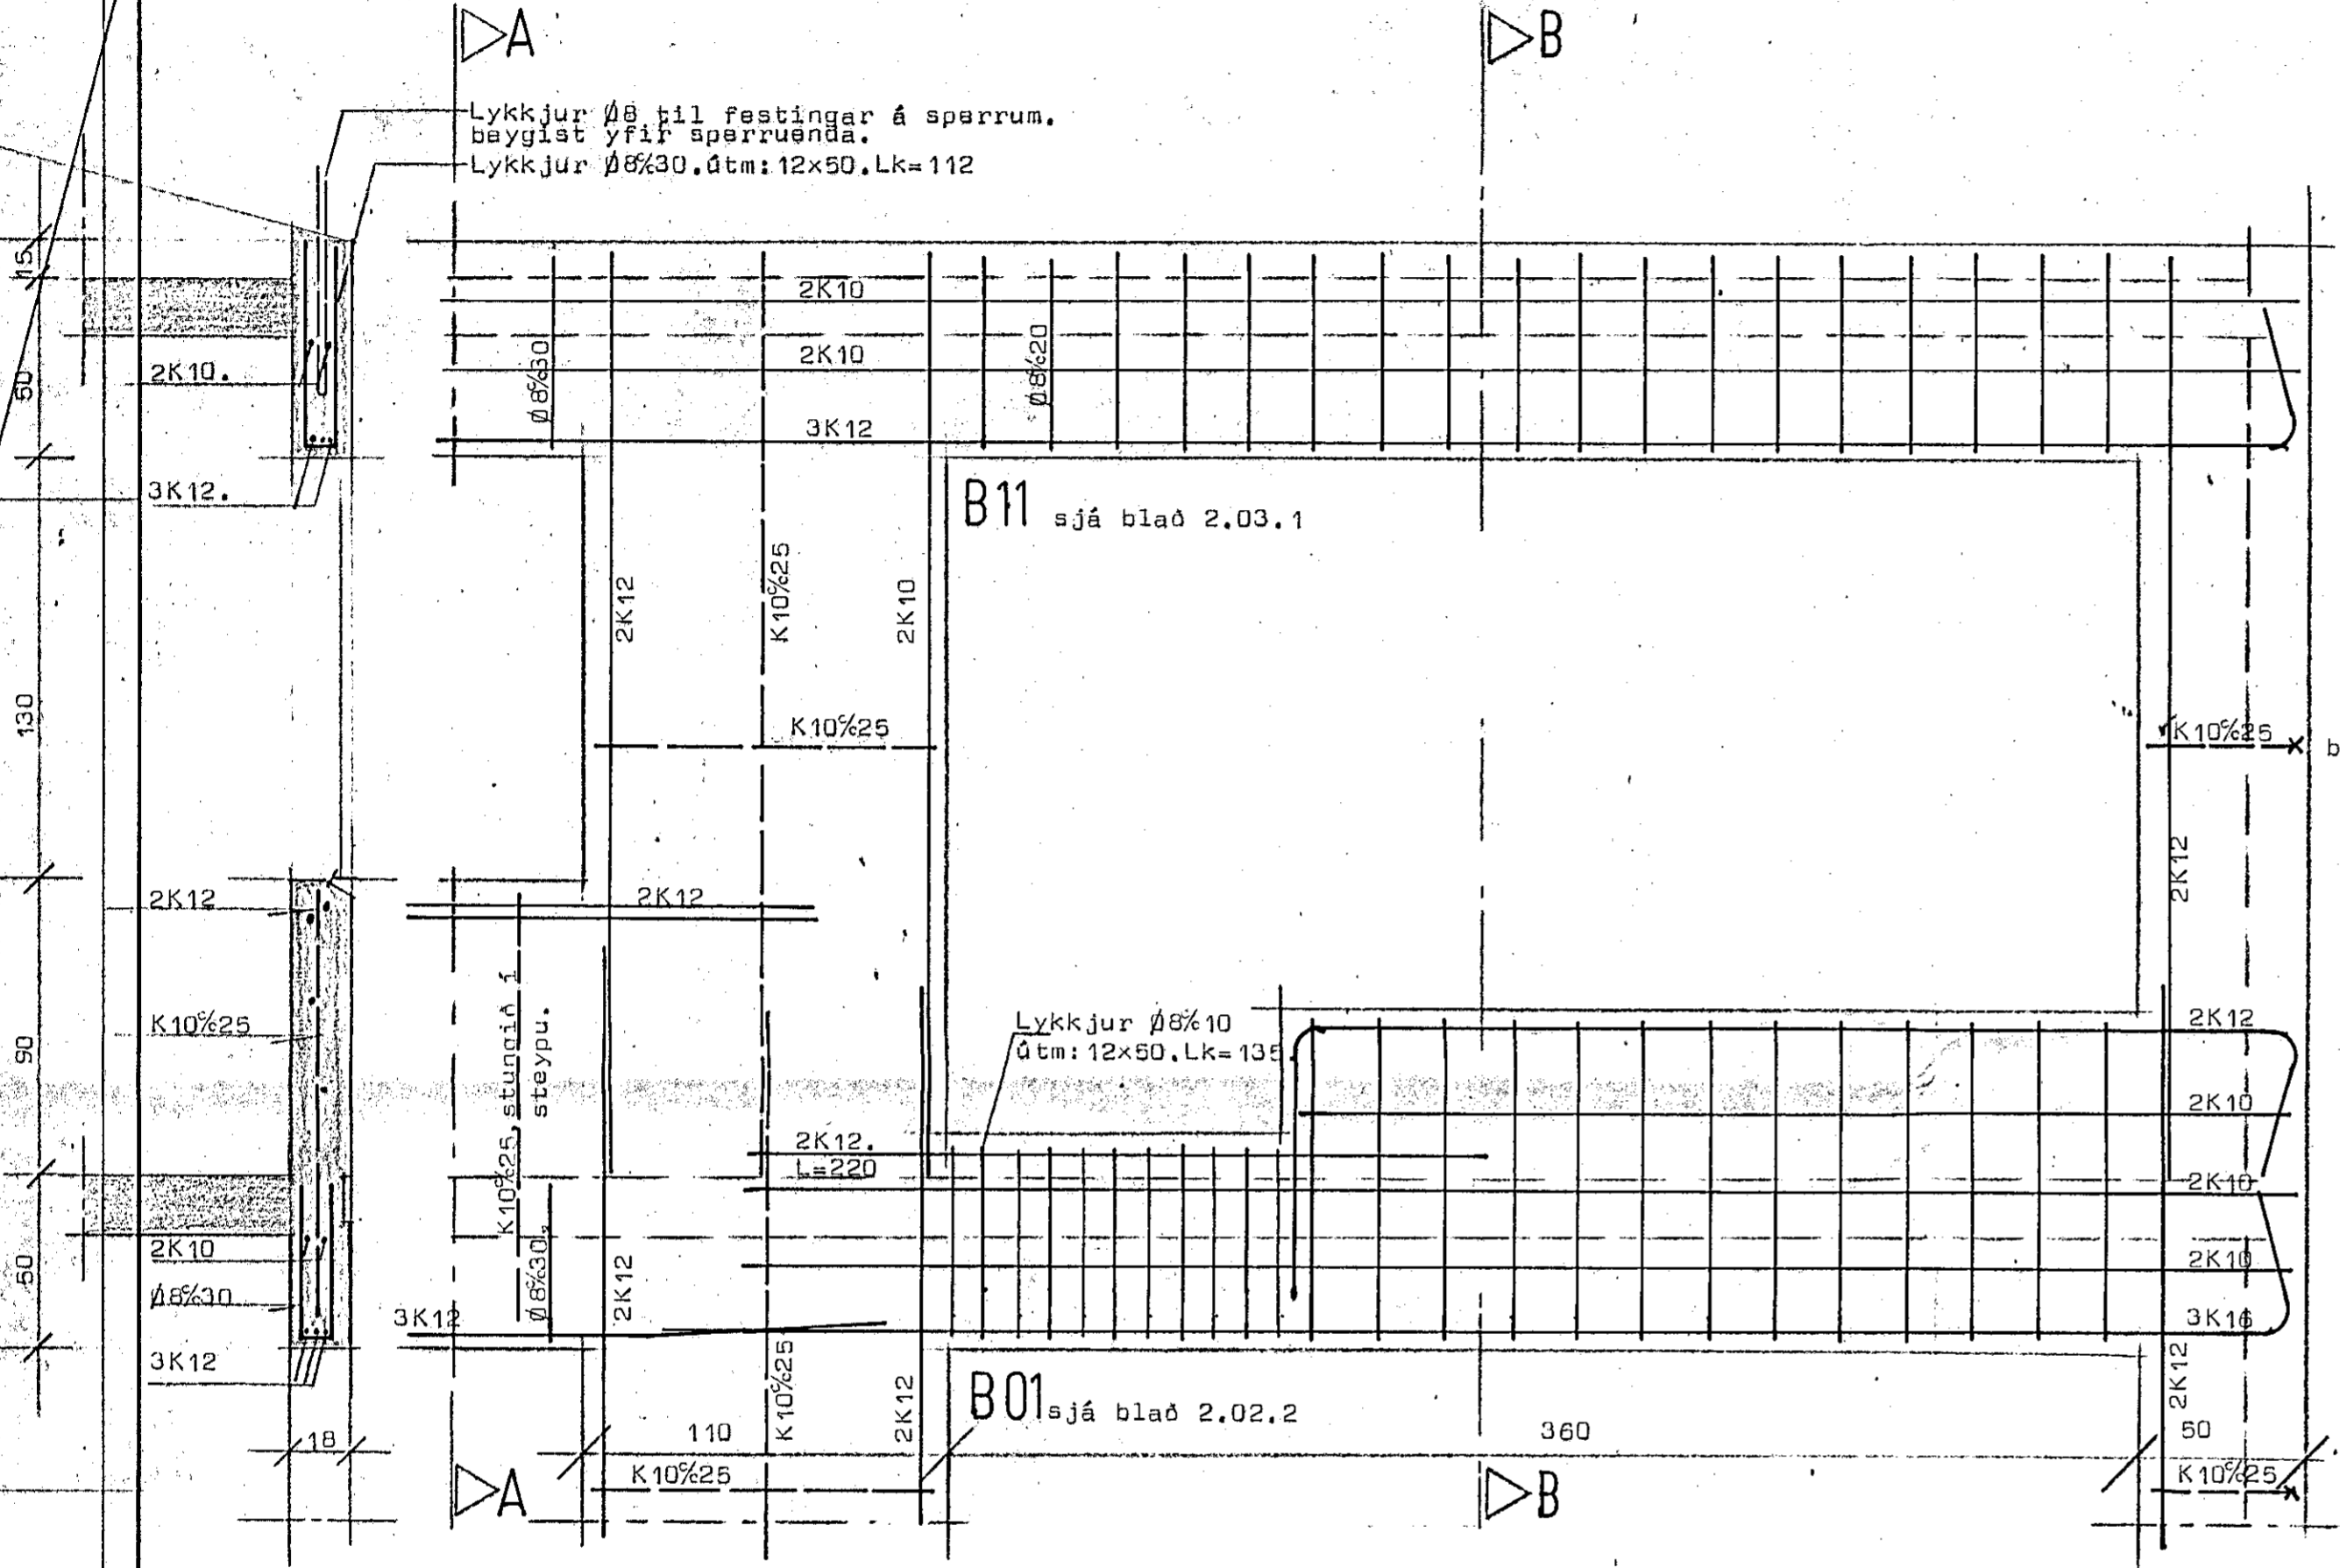 A
B
Lykkjur Ø8 til festingar á sperrum.
beygist yfir sperruenda.
Lykkjur Ø8%30.útm:12x50.Lk=112
15
50
2K10.
3K12.
130
2K12
K10%25
90
50
2K10
Ø8%30
3K12
18
2K10
2K10
3K12
Ø8%30
Ø8%20
B11 sjá blað 2.03.1
2K12
K10%25
2K10
K10%25
K10%25
b
2K12
2K12
K10%25, stungið í
steypu.
Ø8%30
Lykkjur Ø8%10
útm:12x50.Lk=135
2K12.
L=220
2K12
2K10
2K10
2K10
3K16
3K12
2K12
K10%25
2K12
2K12
B01 sjá blað 2.02.2
110
360
50
K10%25
K10%25
A
B